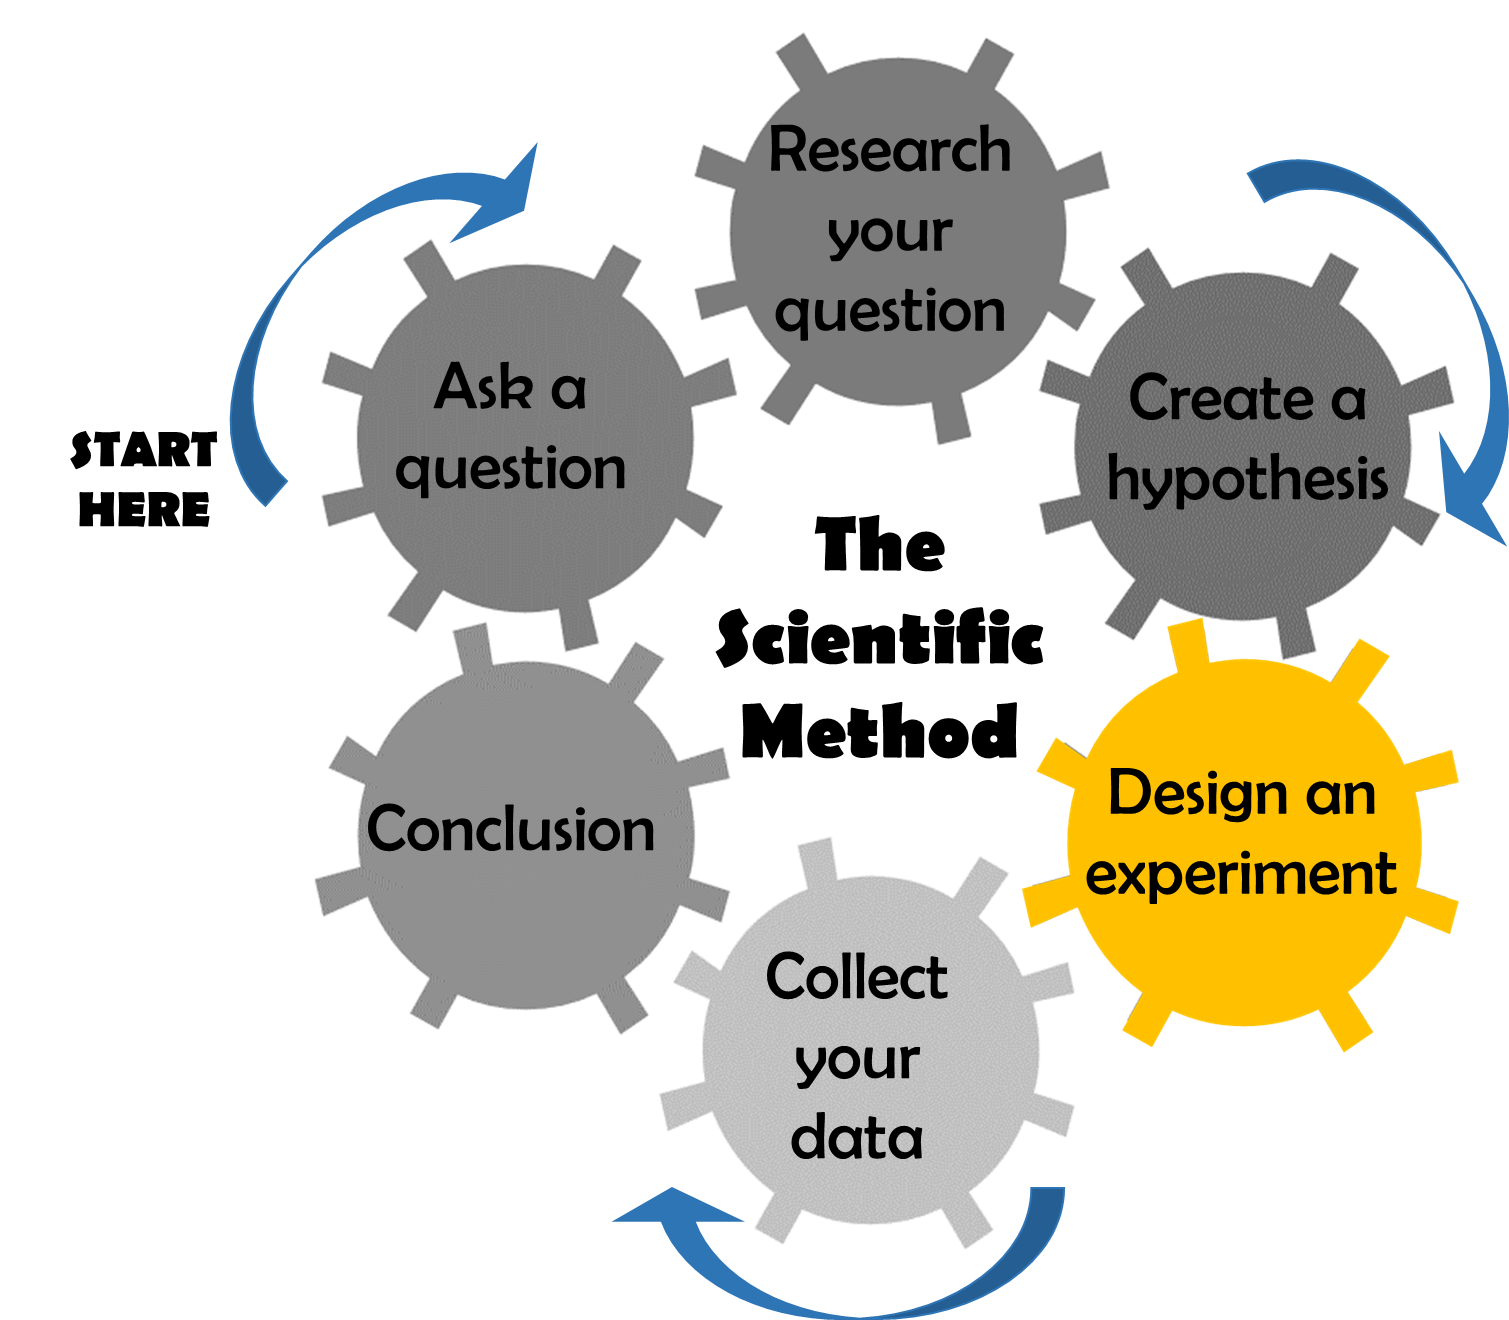 START
HERE
Ask a
question
Research
your
question
Create a
hypothesis
Design an
experiment
Collect
your
data
Conclusion
The
Scientific
Method